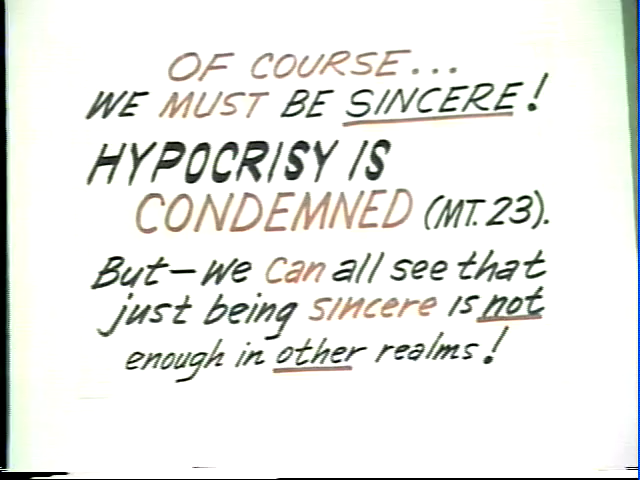 OF COURSE...
WE MUST BE SINCERE!
HYPOCRISY IS
CONDEMNED (MT. 23).
But—we can all see that
just being sincere is not
enough in other realms!